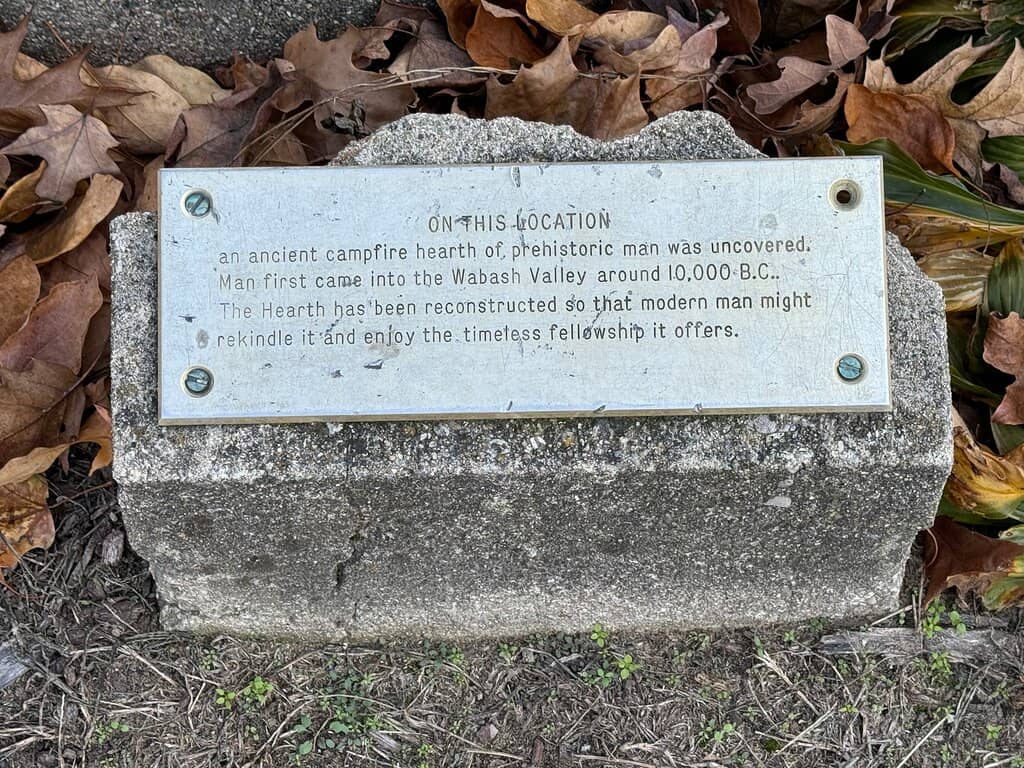 ON THIS LOCATION
an ancient campfire hearth of prehistoric man was uncovered.
Man first came into the Wabash Valley around 10,000 B.C..
The Hearth has been reconstructed so that modern man might
rekindle it and enjoy the timeless fellowship it offers.